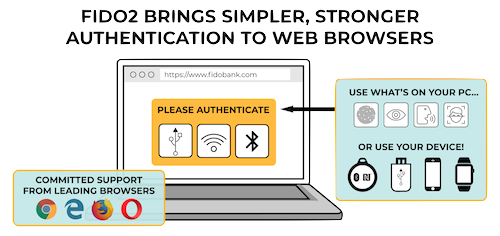 FIDO2 BRINGS SIMPLER, STRONGER
AUTHENTICATION TO WEB BROWSERS
https://www.fidobank.com
PLEASE AUTHENTICATE
USE WHAT'S ON YOUR PC...
OR USE YOUR DEVICE!
COMMITTED SUPPORT
FROM LEADING BROWSERS